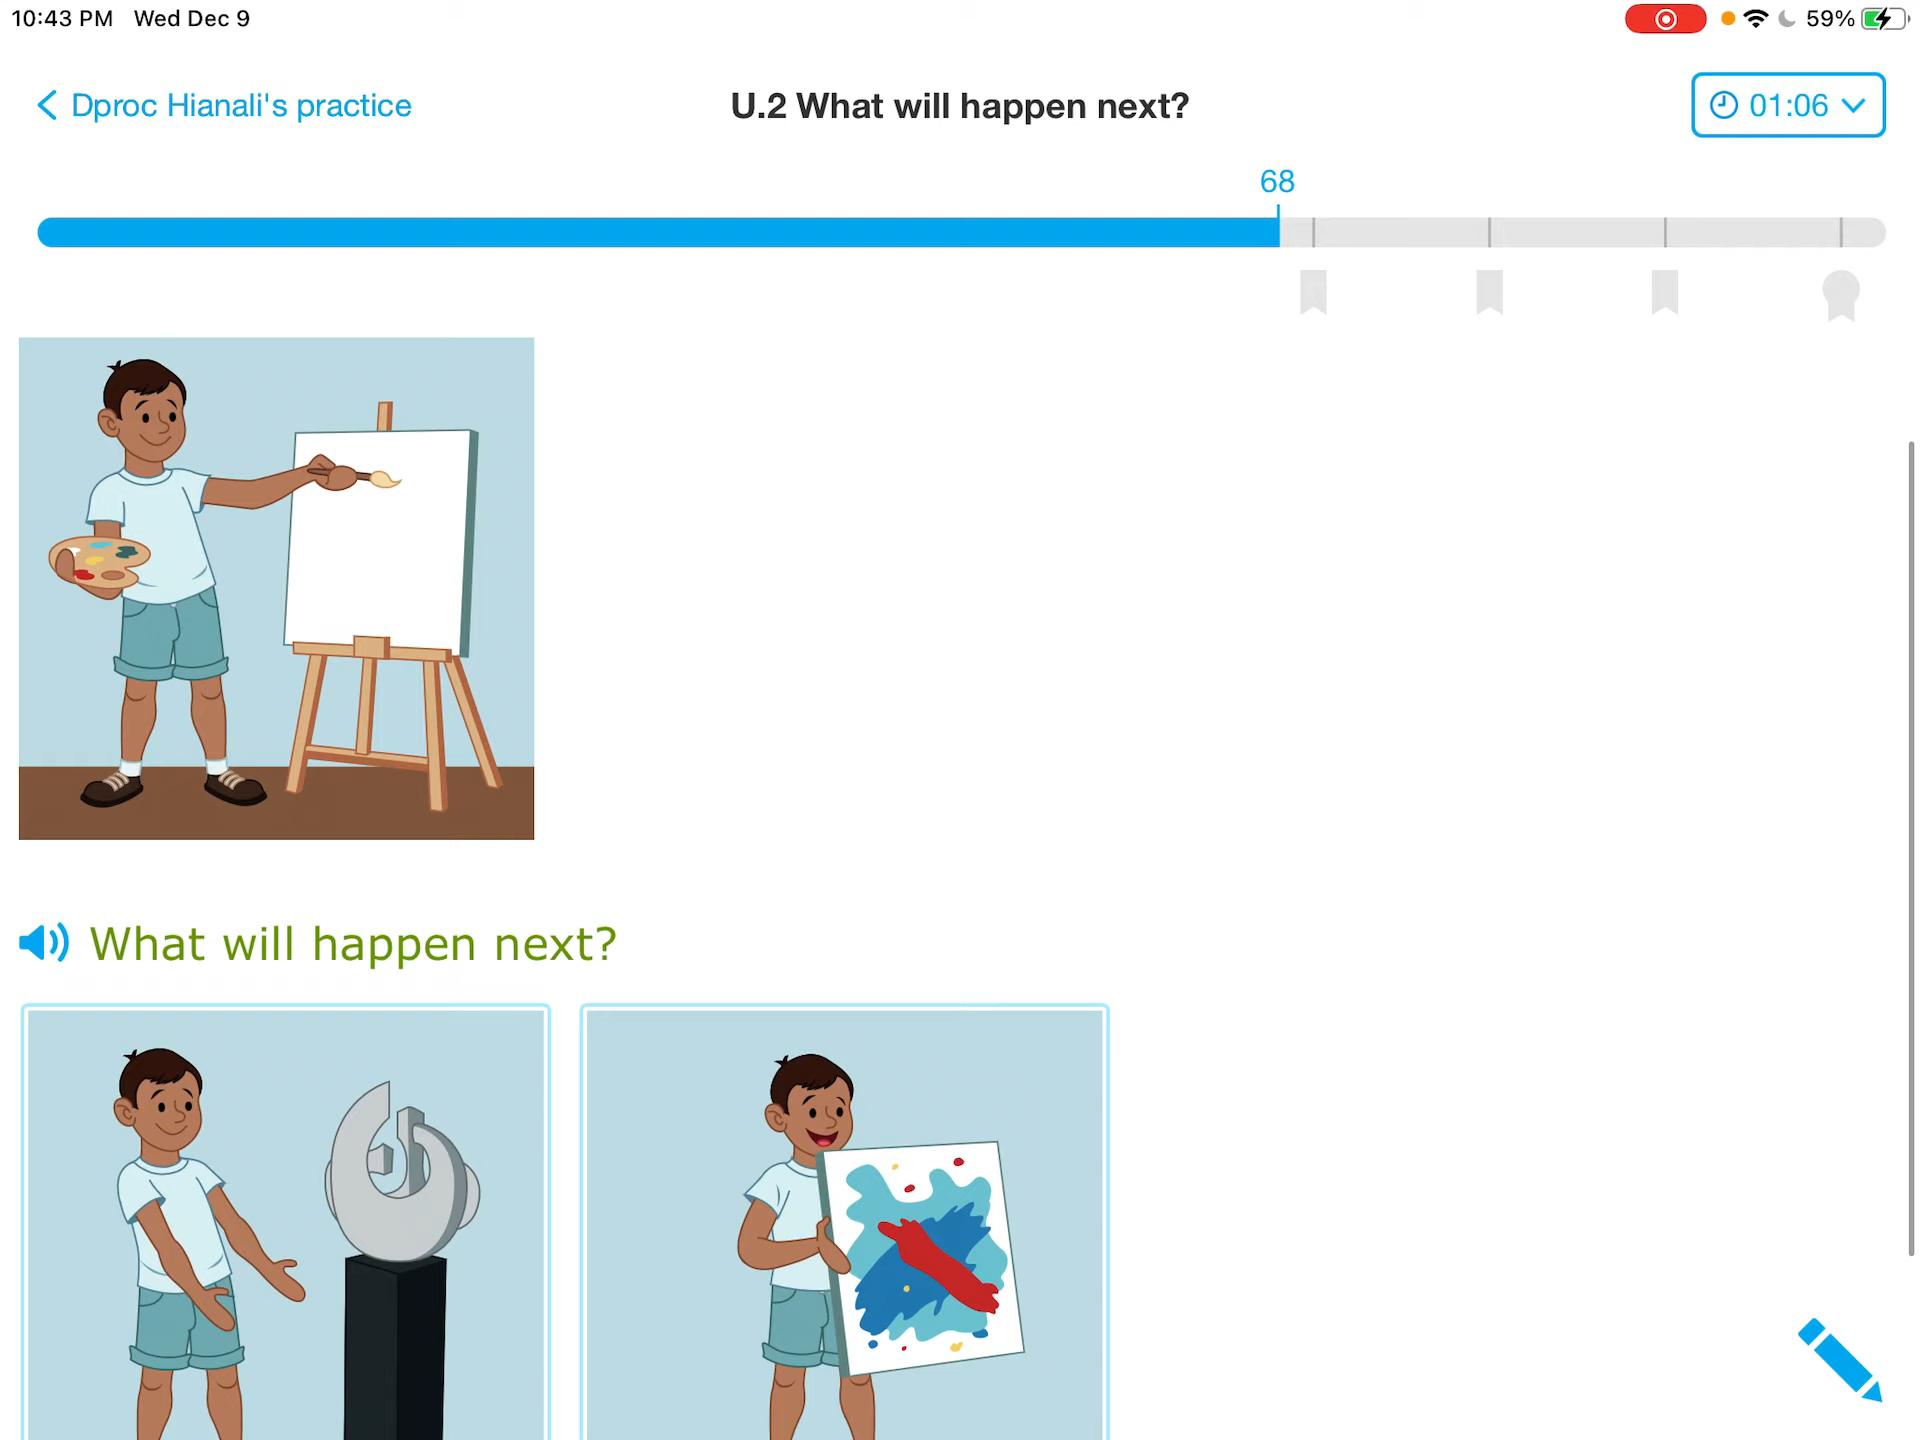 10:43 PM Wed Dec 9
59%
Dproc Hianali's practice
U.2 What will happen next?
01:06
68
What will happen next?